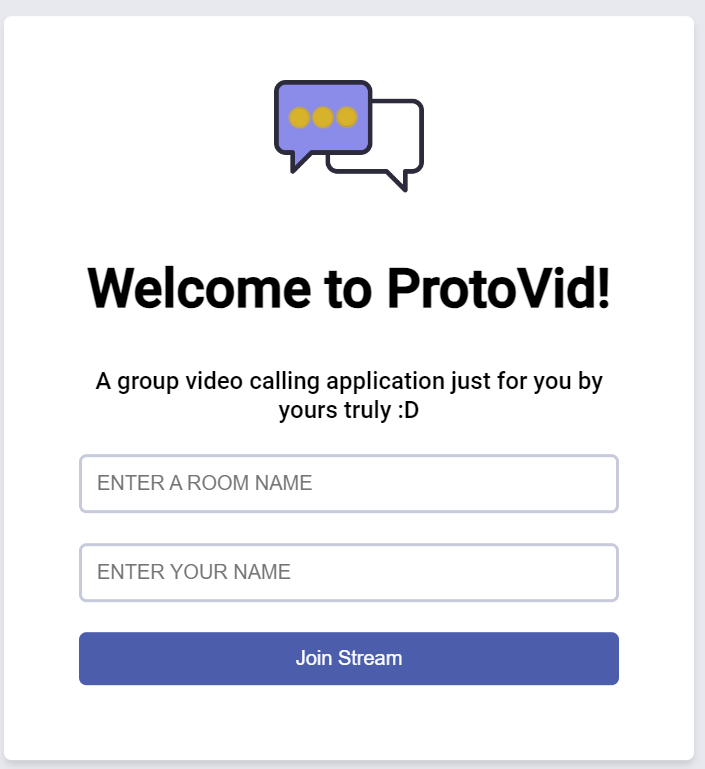 Welcome to ProtoVid!
A group video calling application just for you by
yours truly :D
ENTER A ROOM NAME
ENTER YOUR NAME
Join Stream